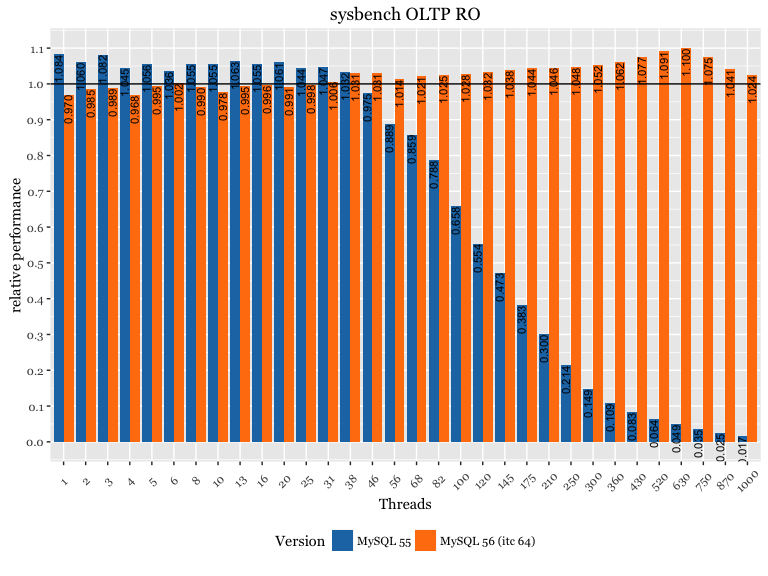 sysbench OLTP RO
relative performance
1.1
1.0
0.9
0.8
0.7
0.6
0.5
0.4
0.3
0.2
0.1
0.0
1.084 0.970 1.060 0.985 1.082 0.989 1.045 0.968 1.056 0.995 1.036 1.002 1.055 0.990 1.055 0.978 1.063 0.995 1.055 0.996 1.061 0.991 1.044 0.998 1.047 1.006 1.032 1.031 0.975 1.031 0.889 1.014 0.859 1.021 0.788 1.025 0.658 1.028 0.554 1.032 0.473 1.038 0.383 1.044 0.300 1.046 0.214 1.048 0.149 1.052 0.109 1.062 0.083 1.077 0.064 1.091 0.049 1.100 0.035 1.075 0.025 1.041 0.017 1.024
1 2 3 4 5 6 8 10 13 16 20 25 31 38 46 56 68 82 100 120 145 175 210 250 300 360 430 520 630 750 870 1000
Threads
Version MySQL 55 MySQL 56 (itc 64)